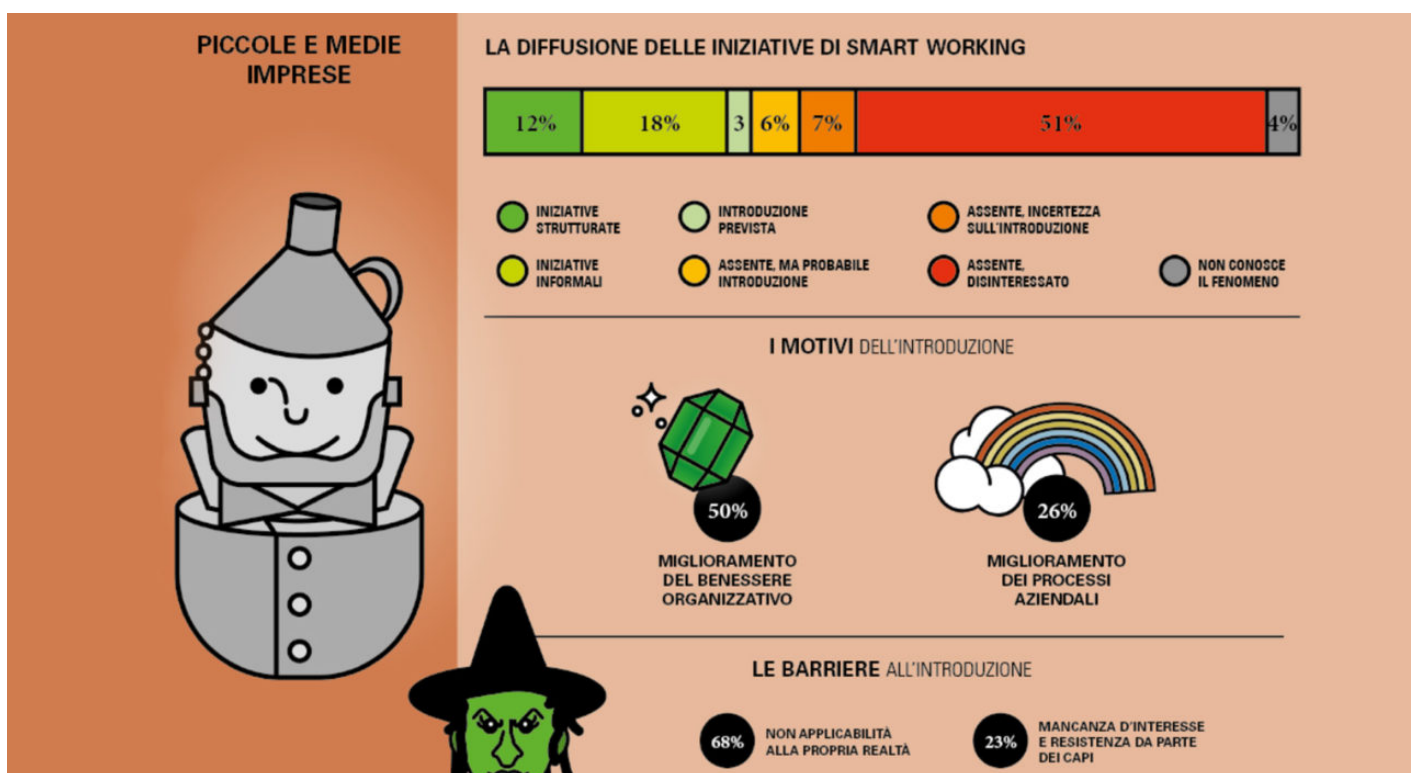 PICCOLE E MEDIE
IMPRESE
LA DIFFUSIONE DELLE INIZIATIVE DI SMART WORKING
12%
18%
3
6%
7%
51%
4%
INIZIATIVE
STRUTTURATE
INTRODUZIONE
PREVISTA
ASSENTE, INCERTEZZA
SULL'INTRODUZIONE
INIZIATIVE
INFORMALI
ASSENTE, MA PROBABILE
INTRODUZIONE
ASSENTE,
DISINTERESSATO
NON CONOSCE
IL FENOMENO
I MOTIVI DELL'INTRODUZIONE
50%
MIGLIORAMENTO
DEL BENESSERE
ORGANIZZATIVO
26%
MIGLIORAMENTO
DEI PROCESSI
AZIENDALI
LE BARRIERE ALL'INTRODUZIONE
68%
NON APPLICABILITÀ
ALLA PROPRIA REALTÀ
23%
MANCANZA D'INTERESSE
E RESISTENZA DA PARTE
DEI CAPI